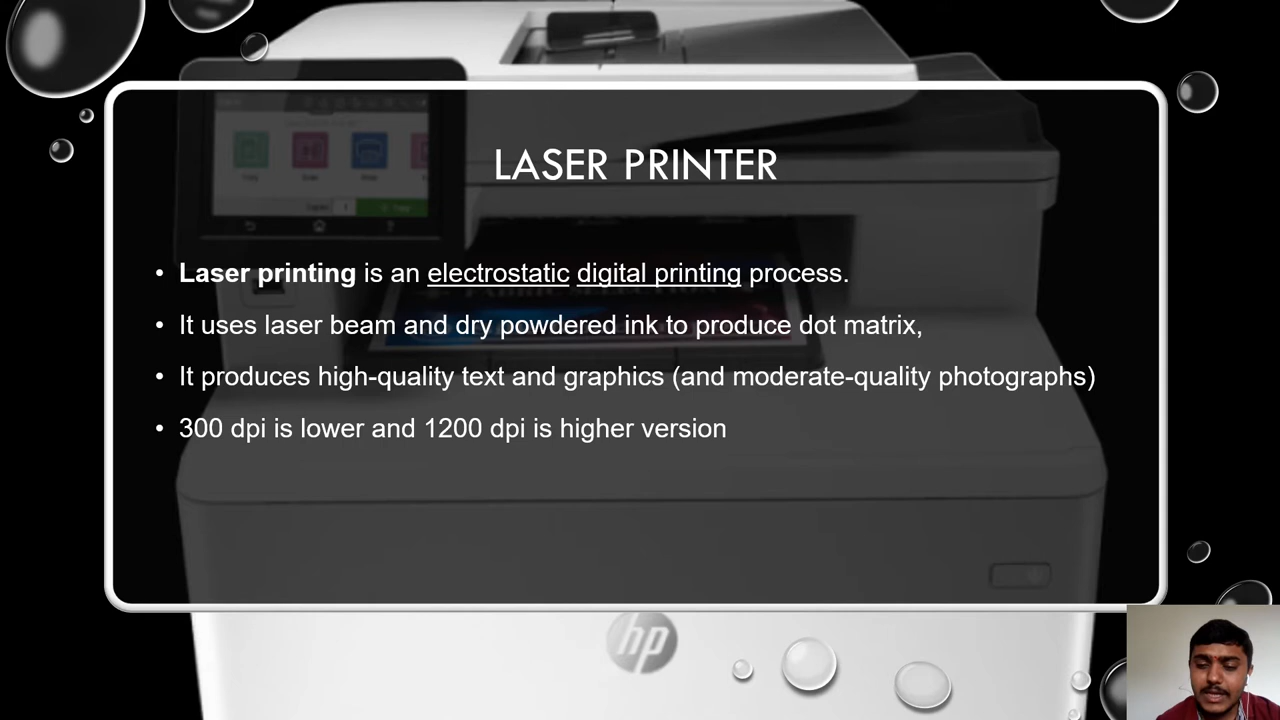 LASER PRINTER
• Laser printing is an electrostatic digital printing process.
• It uses laser beam and dry powdered ink to produce dot matrix,
• It produces high-quality text and graphics (and moderate-quality photographs)
• 300 dpi is lower and 1200 dpi is higher version
hp